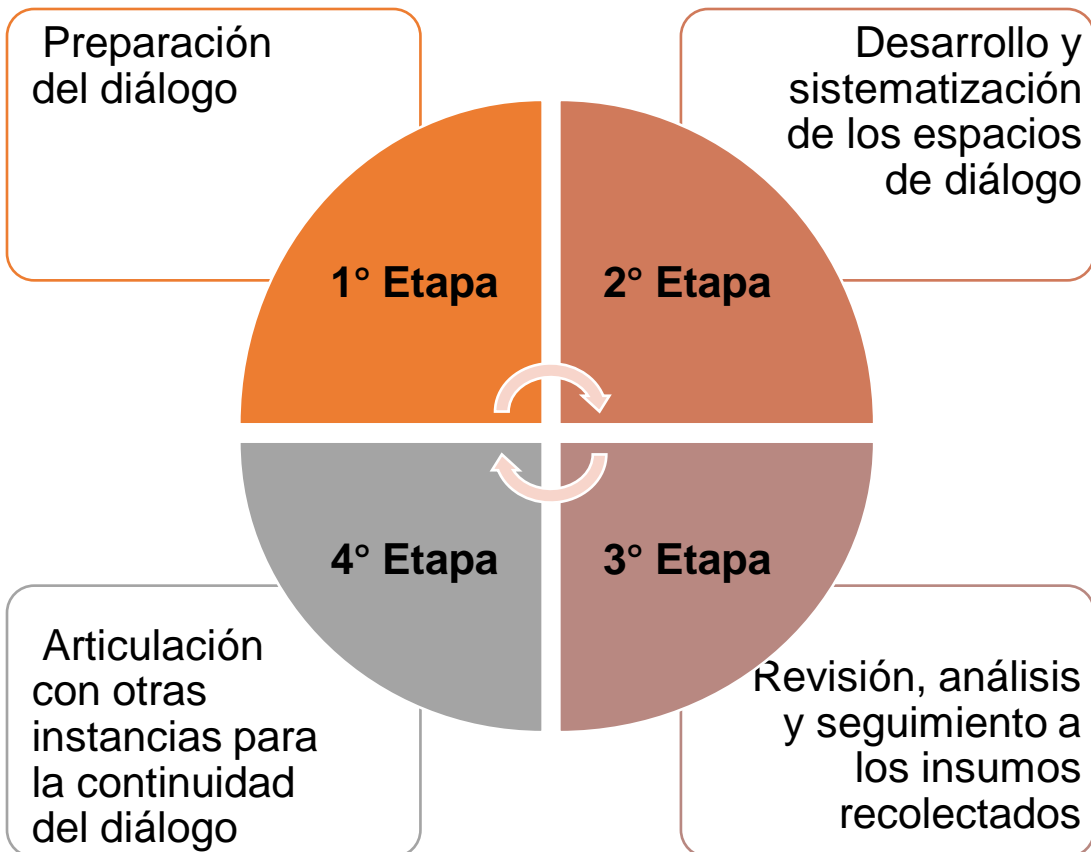 Preparación
del diálogo
Desarrollo y
sistematización
de los espacios
de diálogo
1° Etapa
2° Etapa
4° Etapa
3° Etapa
Articulación
con otras
instancias para
la continuidad
del diálogo
Revisión, análisis
y seguimiento a
los insumos
recolectados